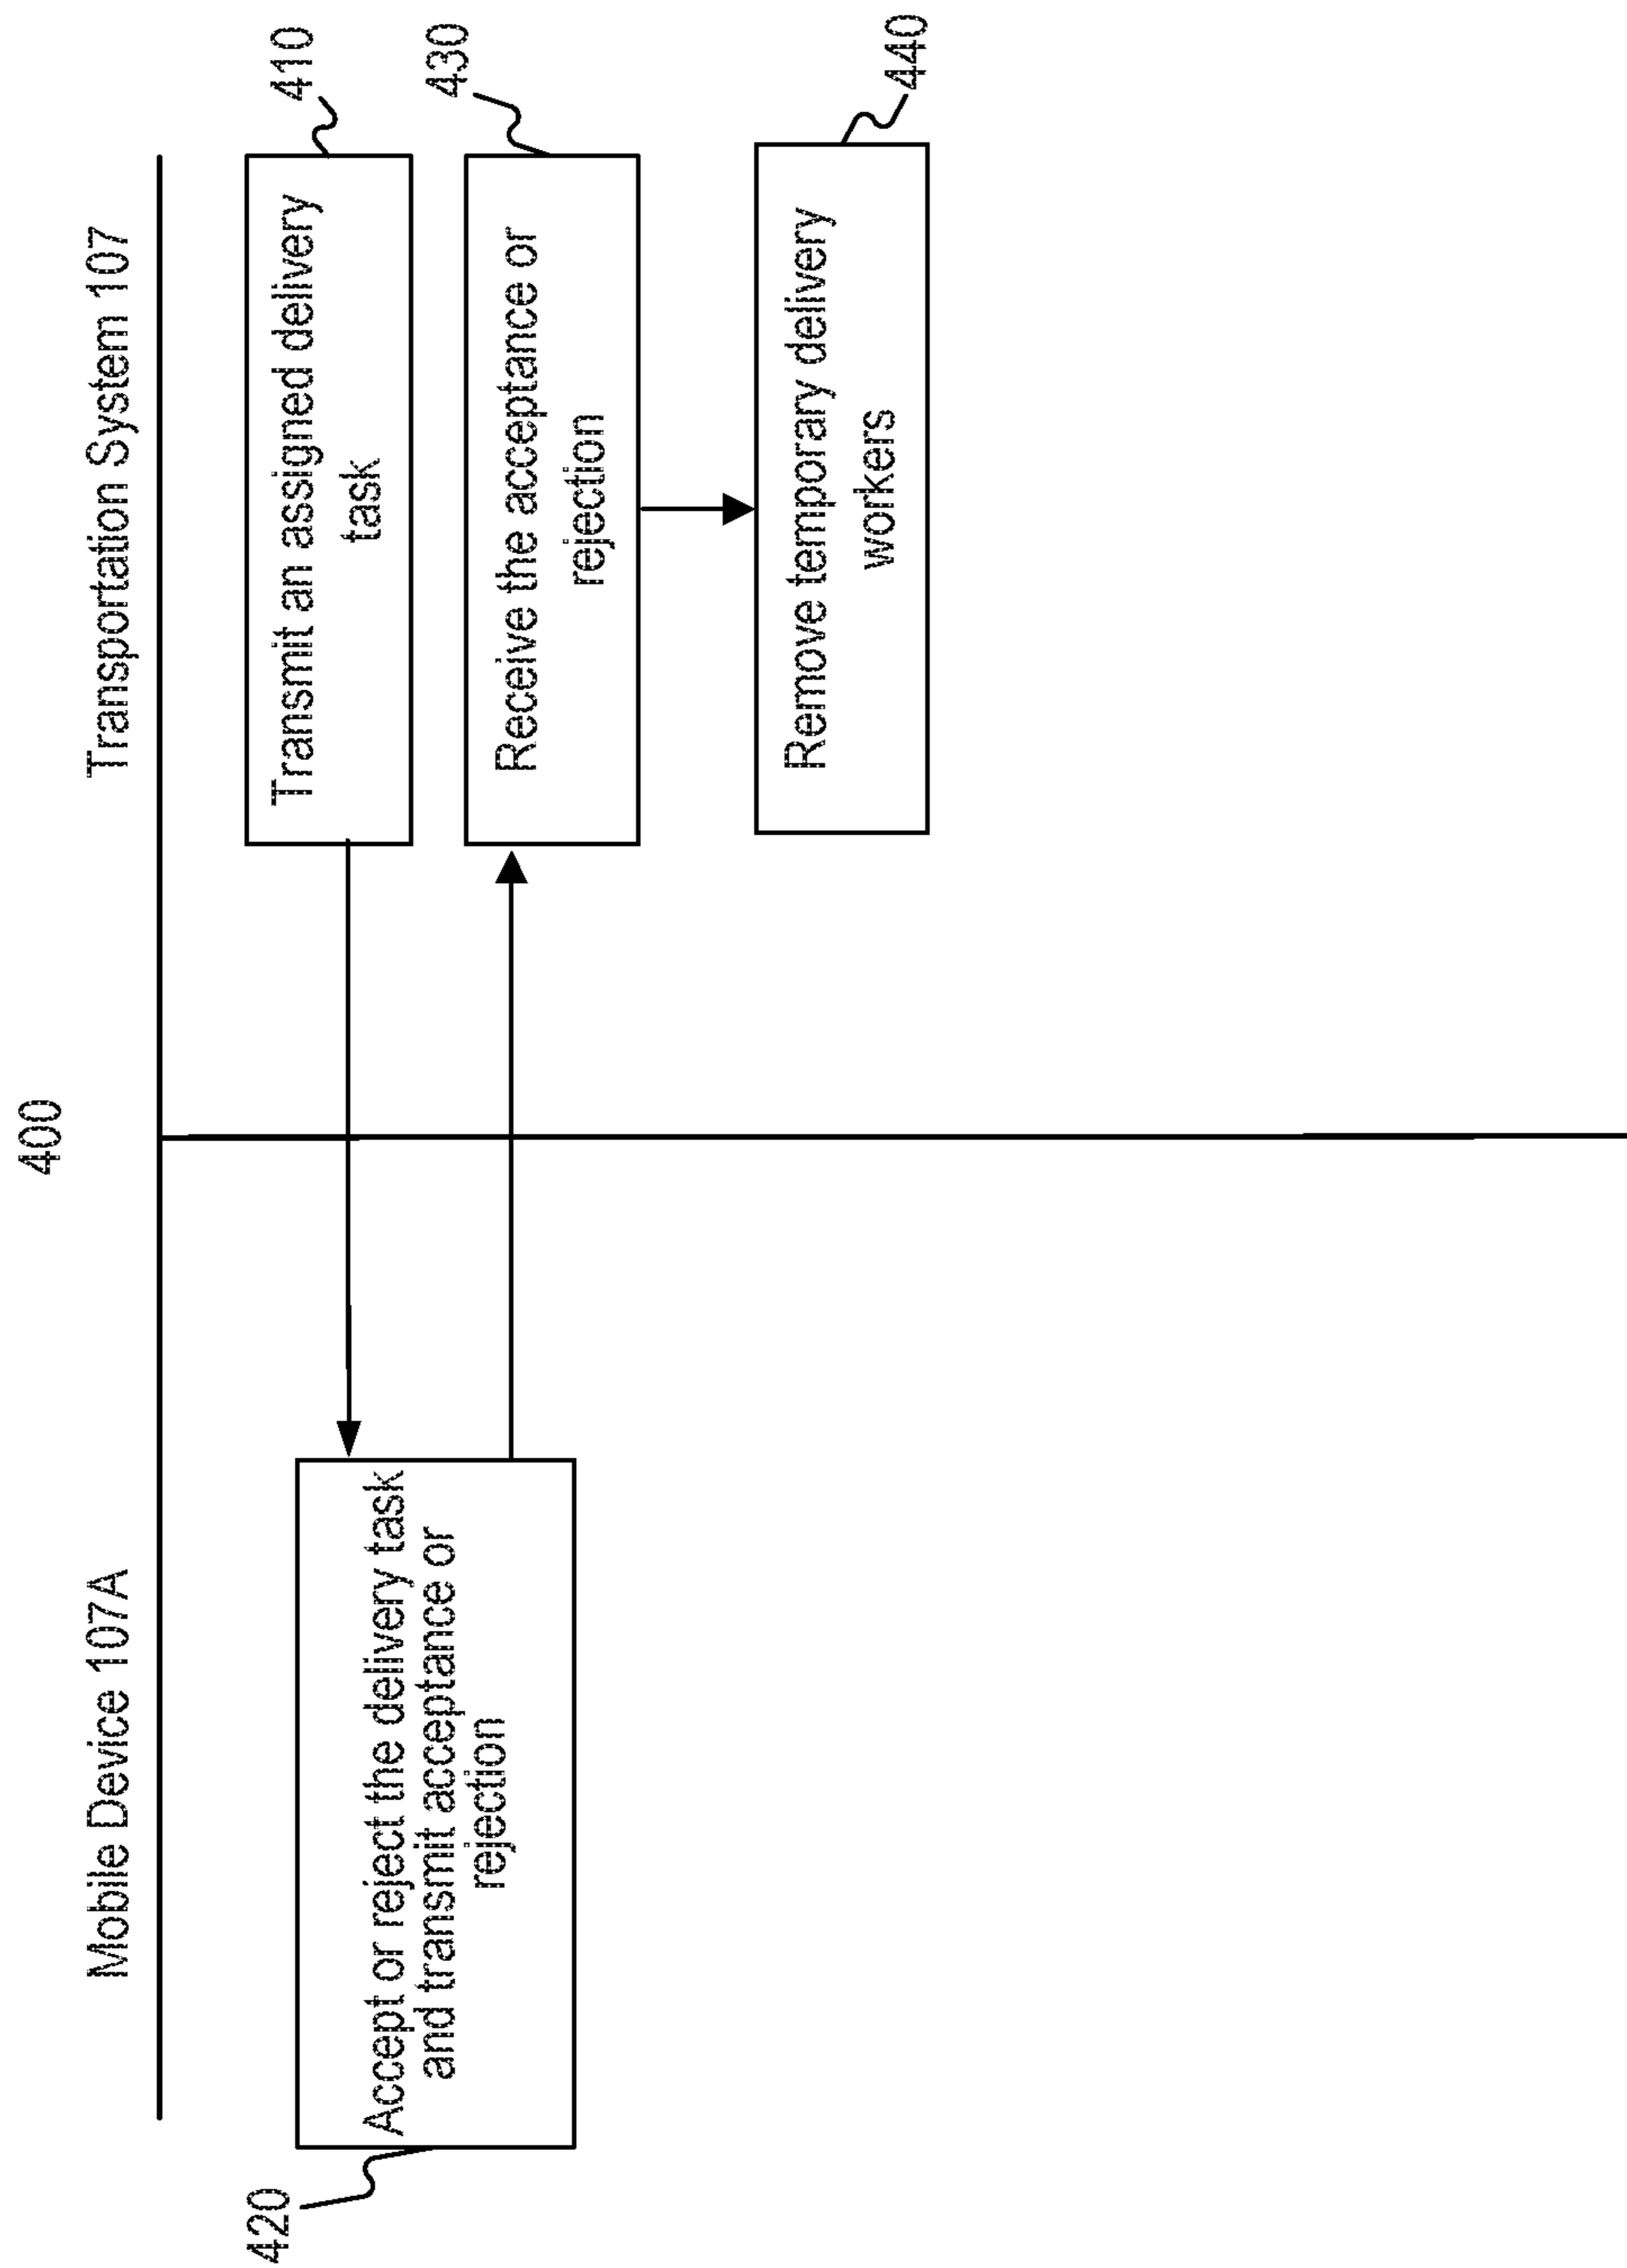 400
Mobile Device 107A
Transportation System 107
410
Transmit an assigned delivery
task
420
Accept or reject the delivery task
and transmit acceptance or
rejection
430
Receive the acceptance or
rejection
440
Remove temporary delivery
workers